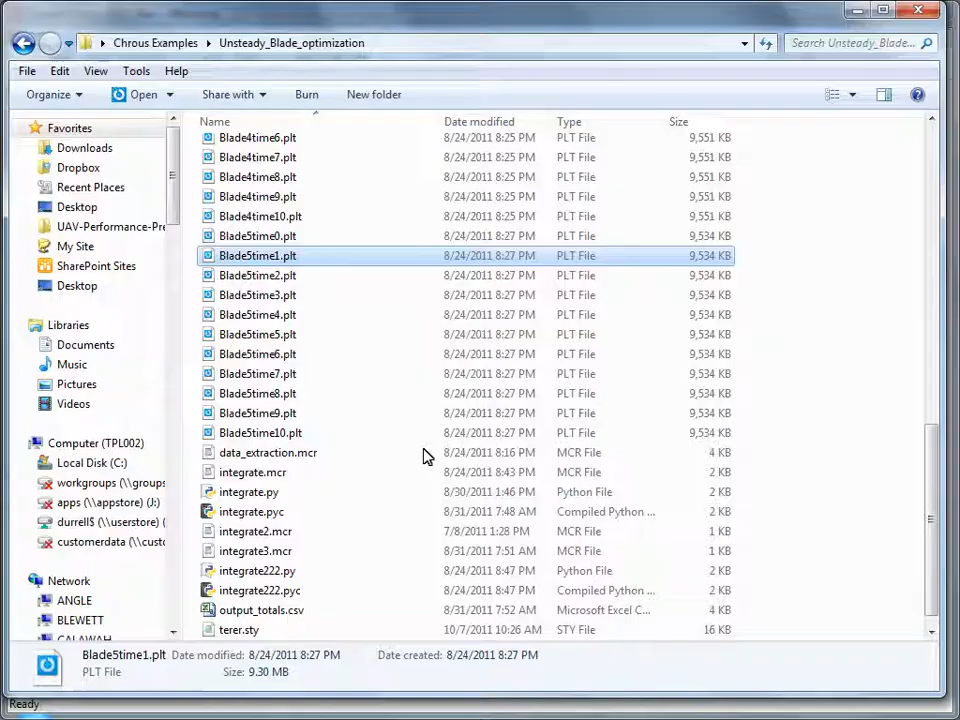 Chrous Examples Unsteady_Blade_optimization Search Unsteady_Blade...
File Edit View Tools Help
Organize Open Share with Burn New folder
Name Date modified Type Size
Favorites
Downloads
Dropbox
Recent Places
Desktop
UAV-Performance-Pre
My Site
SharePoint Sites
Desktop
Libraries
Documents
Music
Pictures
Videos
Computer (TPL002)
Local Disk (C:)
workgroups (\\groups
apps (\\appstore) (J:)
durrell$ (\\userstore) (
customerdata (\\custo
Network
ANGLE
BLEWETT
CALAWAH
Blade4time6.plt 8/24/2011 8:25 PM PLT File 9,551 KB
Blade4time7.plt 8/24/2011 8:25 PM PLT File 9,551 KB
Blade4time8.plt 8/24/2011 8:25 PM PLT File 9,551 KB
Blade4time9.plt 8/24/2011 8:25 PM PLT File 9,551 KB
Blade4time10.plt 8/24/2011 8:25 PM PLT File 9,551 KB
Blade5time0.plt 8/24/2011 8:27 PM PLT File 9,534 KB
Blade5time1.plt 8/24/2011 8:27 PM PLT File 9,534 KB
Blade5time2.plt 8/24/2011 8:27 PM PLT File 9,534 KB
Blade5time3.plt 8/24/2011 8:27 PM PLT File 9,534 KB
Blade5time4.plt 8/24/2011 8:27 PM PLT File 9,534 KB
Blade5time5.plt 8/24/2011 8:27 PM PLT File 9,534 KB
Blade5time6.plt 8/24/2011 8:27 PM PLT File 9,534 KB
Blade5time7.plt 8/24/2011 8:27 PM PLT File 9,534 KB
Blade5time8.plt 8/24/2011 8:27 PM PLT File 9,534 KB
Blade5time9.plt 8/24/2011 8:27 PM PLT File 9,534 KB
Blade5time10.plt 8/24/2011 8:27 PM PLT File 9,534 KB
data_extraction.mcr 8/24/2011 8:16 PM MCR File 4 KB
integrate.mcr 8/24/2011 8:43 PM MCR File 2 KB
integrate.py 8/30/2011 1:46 PM Python File 2 KB
integrate.pyc 8/31/2011 7:48 AM Compiled Python ... 2 KB
integrate2.mcr 7/8/2011 1:28 PM MCR File 1 KB
integrate3.mcr 8/31/2011 7:51 AM MCR File 1 KB
integrate222.py 8/24/2011 8:47 PM Python File 2 KB
integrate222.pyc 8/24/2011 8:47 PM Compiled Python ... 2 KB
output_totals.csv 8/31/2011 7:52 AM Microsoft Excel C... 4 KB
terer.sty 10/7/2011 10:26 AM STY File 16 KB
Blade5time1.plt Date modified: 8/24/2011 8:27 PM Date created: 8/24/2011 8:27 PM
PLT File Size: 9.30 MB
Ready